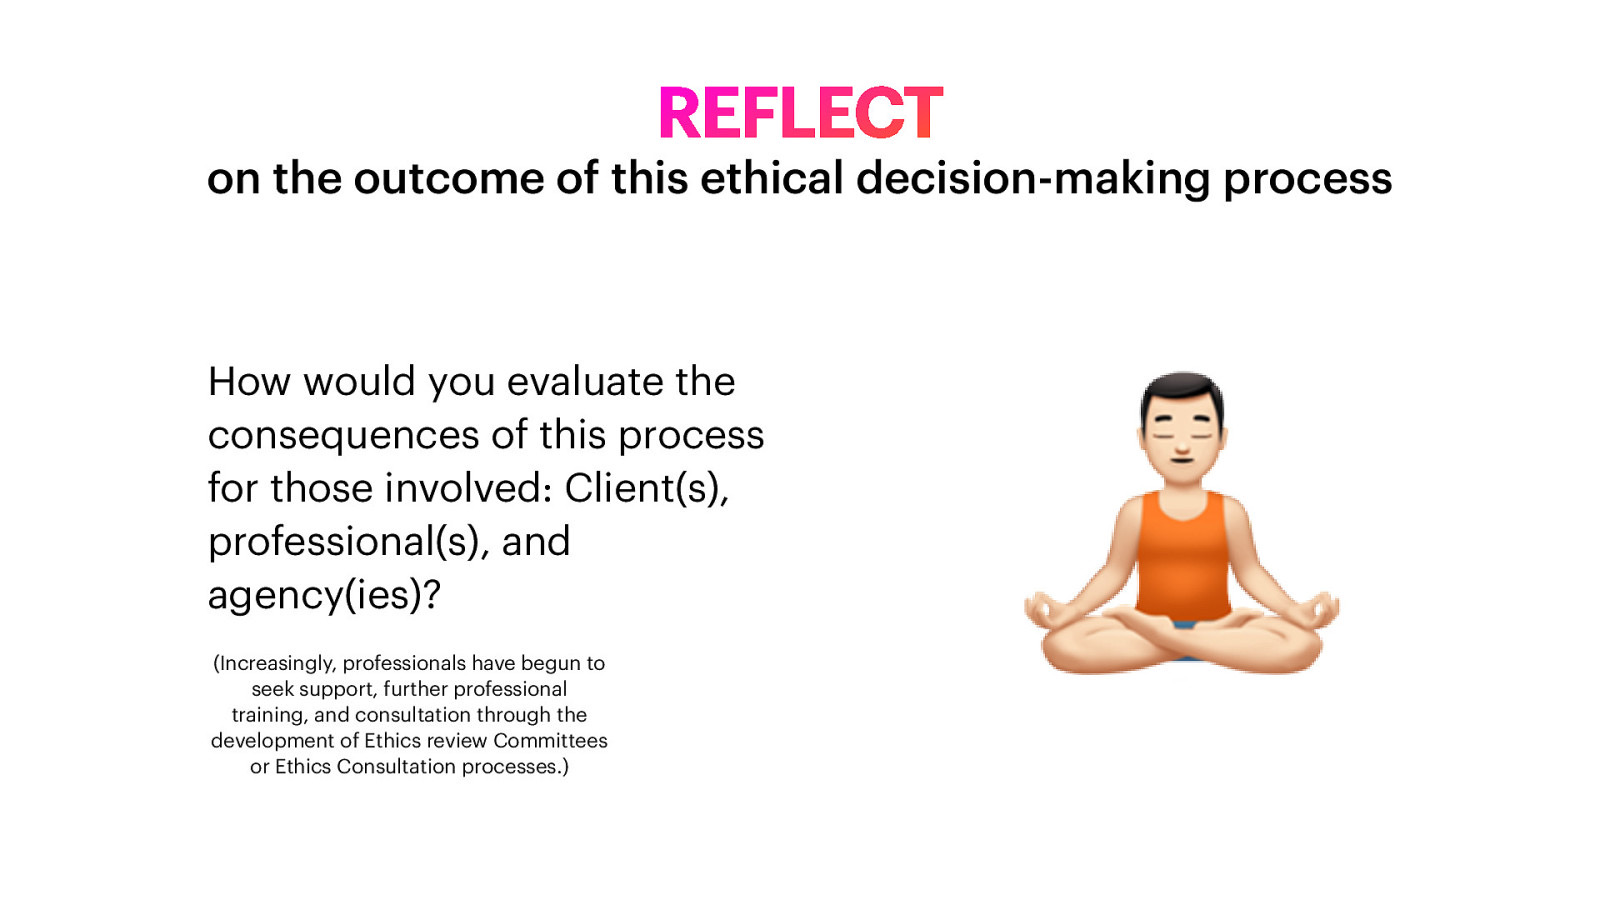 REFLECT
on the outcome of this ethical decision-making process
How would you evaluate the
consequences of this process
for those involved: Client(s),
professional(s), and
agency(ies)?
(Increasingly, professionals have begun to
seek support, further professional
training, and consultation through the
development of Ethics review Committees
or Ethics Consultation processes.)